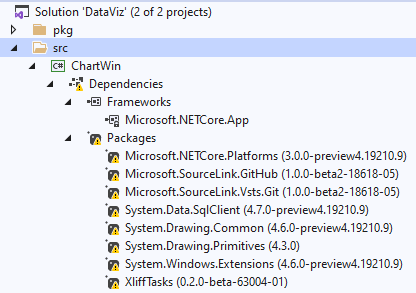 Solution 'DataViz' (2 of 2 projects)
pkg
src
C# ChartWin
Dependencies
Frameworks
Microsoft.NETCore.App
Packages
Microsoft.NETCore.Platforms (3.0.0-preview4.19210.9)
Microsoft.SourceLink.GitHub (1.0.0-beta2-18618-05)
Microsoft.SourceLink.Vsts.Git (1.0.0-beta2-18618-05)
System.Data.SqlClient (4.7.0-preview4.19210.9)
System.Drawing.Common (4.6.0-preview4.19210.9)
System.Drawing.Primitives (4.3.0)
System.Windows.Extensions (4.6.0-preview4.19210.9)
XliffTasks (0.2.0-beta-63004-01)